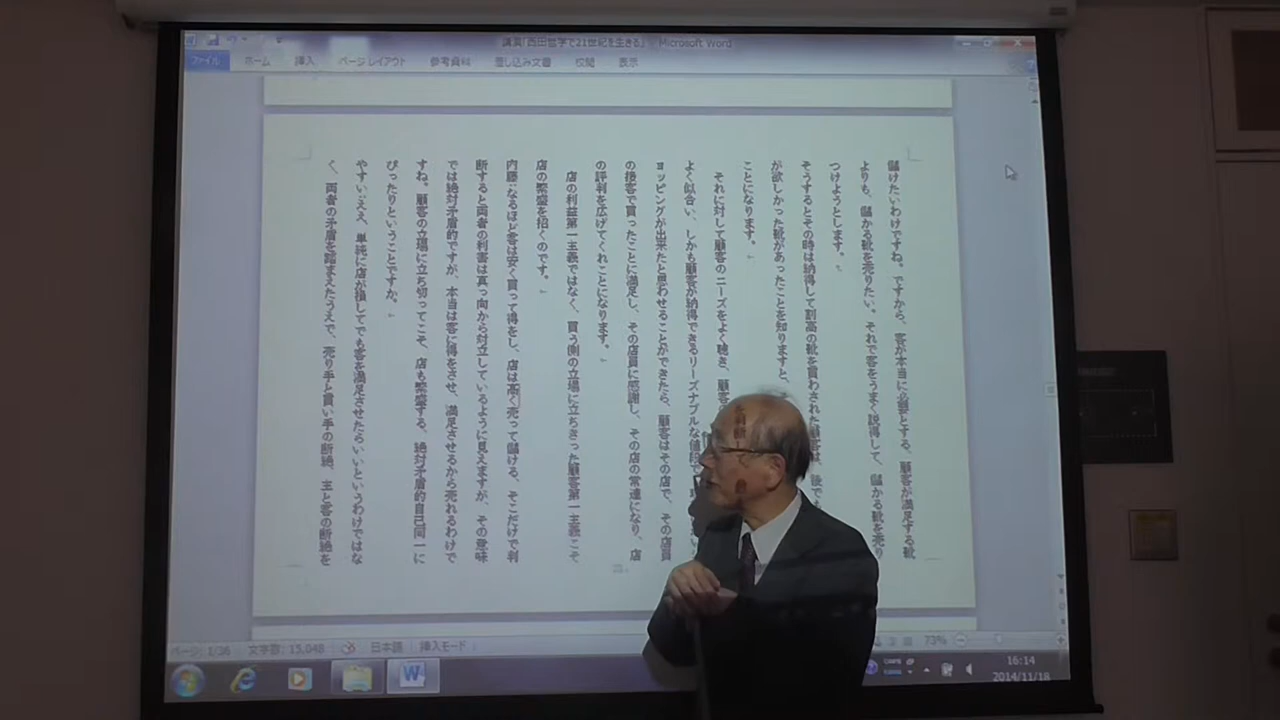 講演「西田哲学で21世紀を生きる」 - Microsoft Word
ファイル ホーム 挿入 ページ レイアウト 参考資料 差し込み文書 校閲 表示
儲けたいわけですね。ですから、客が本当に必要とする、顧客が満足する靴
よりも、儲かる靴を売りたい。それで客をうまく説得して、儲かる靴を売り
つけようとします。
そうするとその時は納得して割高の靴を買わされた顧客は、後でも
が欲しかった靴があったことを知りますと、
ことになります。
それに対して顧客のニーズをよく聴き、顧客
よく似合い、しかも顧客が納得できるリーズナブルな値段
ョッピングが出来たと思わせることができたら、顧客はその店で、その店員
の接客で買ったことに満足し、その店員に感謝し、その店の常連になり、店
の評判を広げてくれことになります。
店の利益第一主義ではなく、買う側の立場に立ちきった顧客第一主義こそ
店の繁盛を招くのです。
内藤:なるほど客は安く買って得をし、店は高く売って儲ける、そこだけで判
断すると両者の利害は真っ向から対立しているように見えますが、その意味
では絶対矛盾的ですが、本当は客に得をさせ、満足させるから売れるわけで
すね。顧客の立場に立ち切ってこそ、店も繁盛する、絶対矛盾的自己同一に
ぴったりということですか。
やすい:ええ、単純に店が損してでも客を満足させたらいいというわけではな
く、両者の矛盾を踏まえたうえで、売り手と買い手の断絶、主と客の断絶を
ページ: 1/36 文字数: 15,048 日本語 挿入モード 73%
16:14
2014/11/18